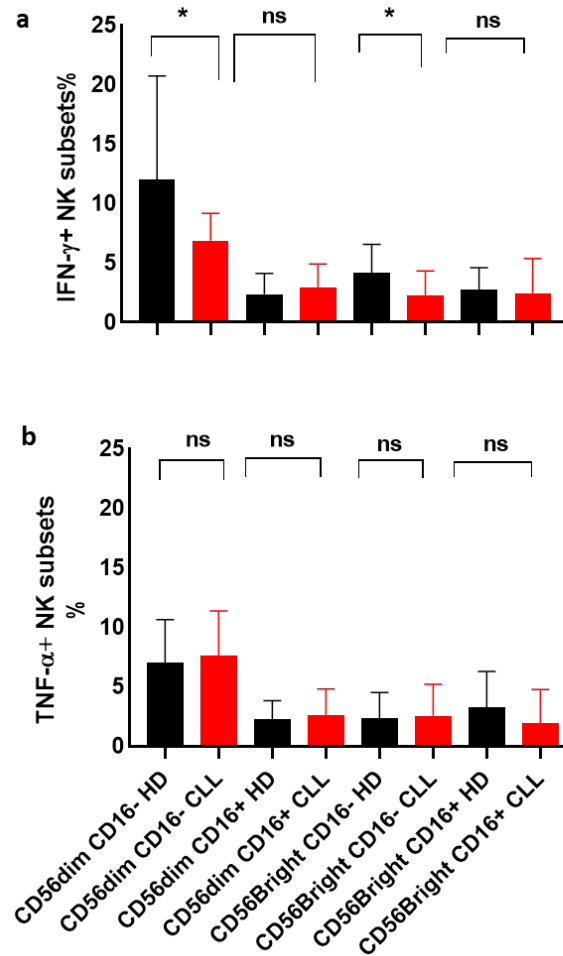 a
* ns * ns
IFN-γ+ NK subsets%
25
20
15
10
5
0
b
ns ns ns ns
TNF-α+ NK subsets
%
25
20
15
10
5
0
CD56dim CD16- HD
CD56dim CD16- CLL
CD56dim CD16+ HD
CD56dim CD16+ CLL
CD56Bright CD16- HD
CD56Bright CD16- CLL
CD56Bright CD16+ HD
CD56Bright CD16+ CLL